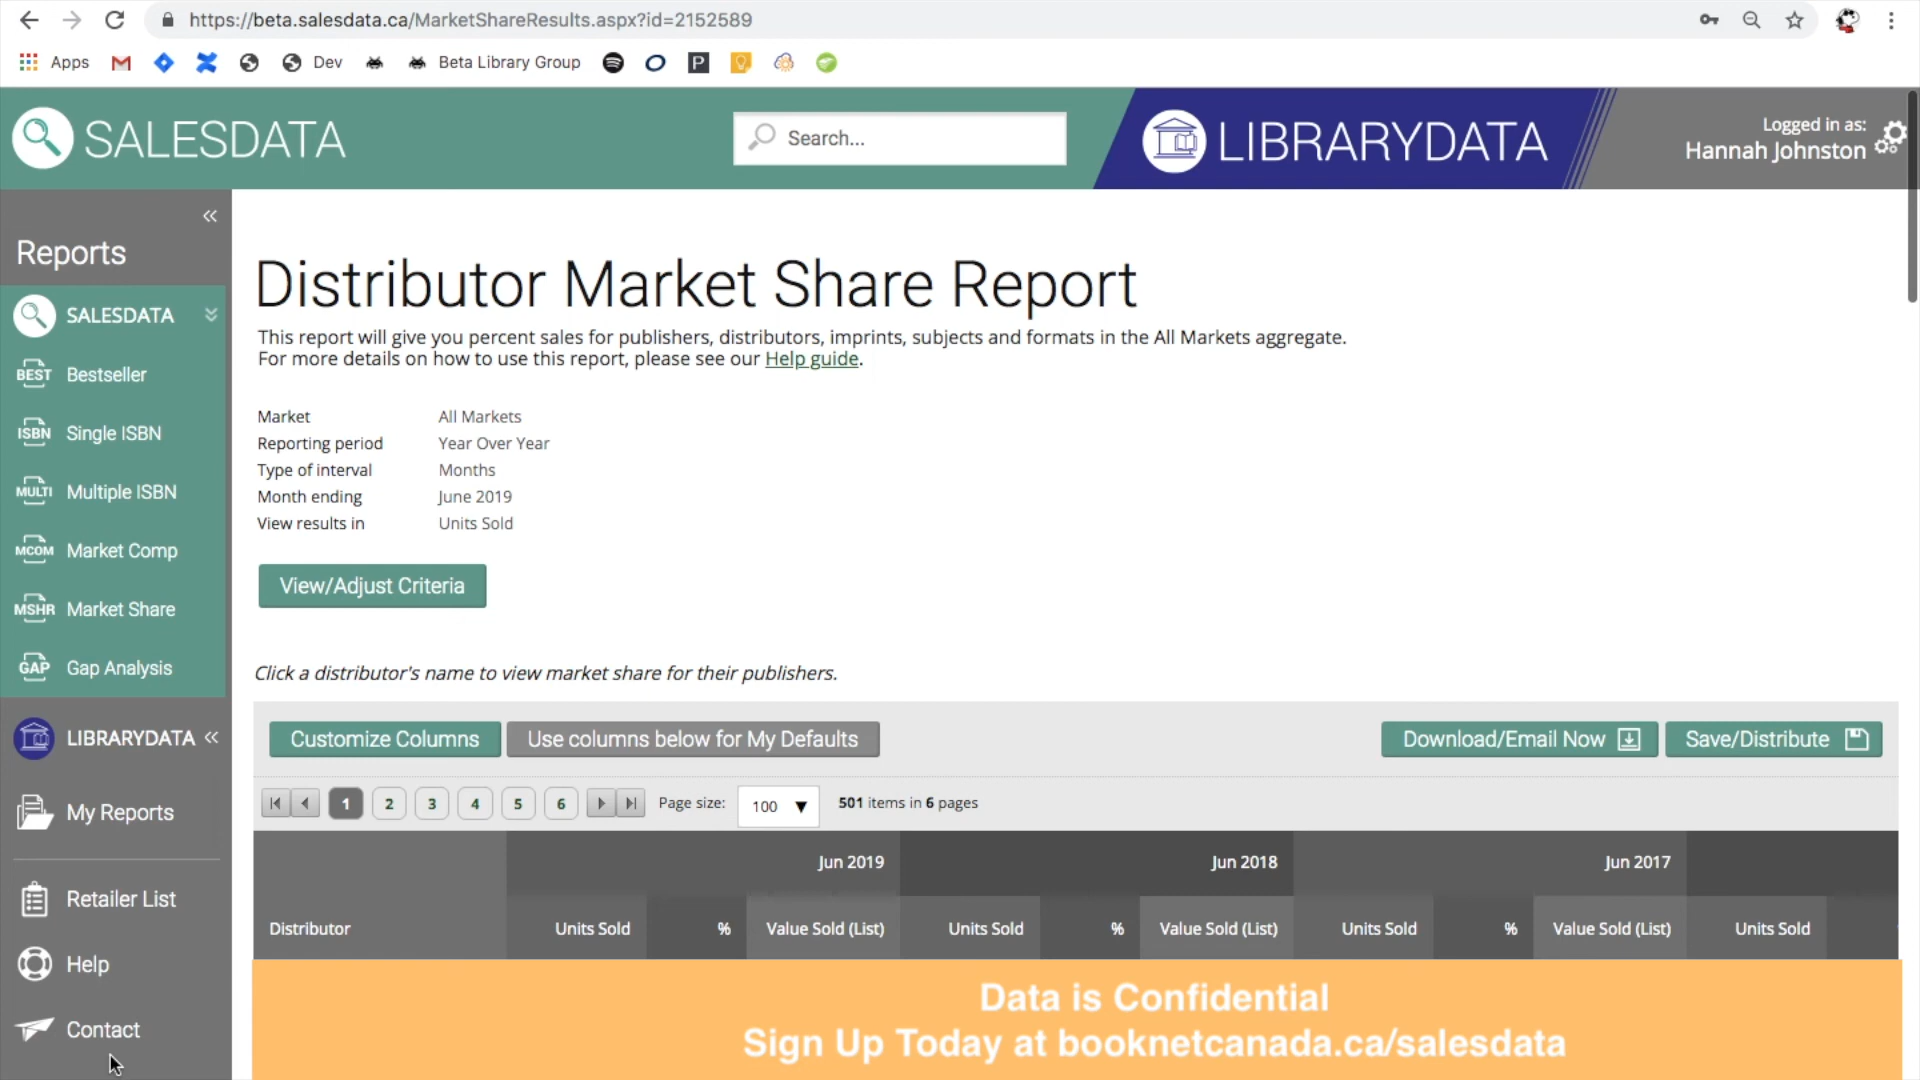 https://beta.salesdata.ca/MarketShareResults.aspx?id=2152589
Apps
Dev
Beta Library Group
P
SALESDATA
Search...
LIBRARYDATA
Logged in as:
Hannah Johnston
Reports
SALESDATA
BEST Bestseller
ISBN Single ISBN
MULTI Multiple ISBN
MCOM Market Comp
MSHR Market Share
GAP Gap Analysis
LIBRARYDATA
My Reports
Retailer List
Help
Contact
Distributor Market Share Report
This report will give you percent sales for publishers, distributors, imprints, subjects and formats in the All Markets aggregate.
For more details on how to use this report, please see our Help guide.
Market All Markets
Reporting period Year Over Year
Type of interval Months
Month ending June 2019
View results in Units Sold
View/Adjust Criteria
Click a distributor's name to view market share for their publishers.
Customize Columns Use columns below for My Defaults Download/Email Now Save/Distribute
1 2 3 4 5 6 Page size: 100 501 items in 6 pages
Jun 2019 Jun 2018 Jun 2017
Distributor Units Sold % Value Sold (List) Units Sold % Value Sold (List) Units Sold % Value Sold (List) Units Sold
Data is Confidential
Sign Up Today at booknetcanada.ca/salesdata